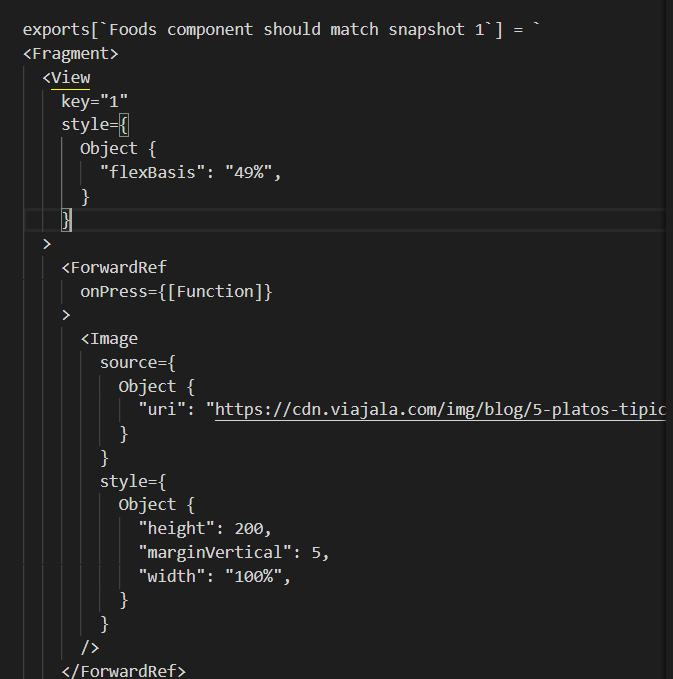 exports[`Foods component should match snapshot 1`] = `
<Fragment>
  <View
    key="1"
    style={
      Object {
        "flexBasis": "49%",
      }
    }
  >
    <ForwardRef
      onPress={[Function]}
    >
      <Image
        source={
          Object {
            "uri": "https://cdn.viajala.com/img/blog/5-platos-tipic
          }
        }
        style={
          Object {
            "height": 200,
            "marginVertical": 5,
            "width": "100%",
          }
        }
      />
    </ForwardRef>